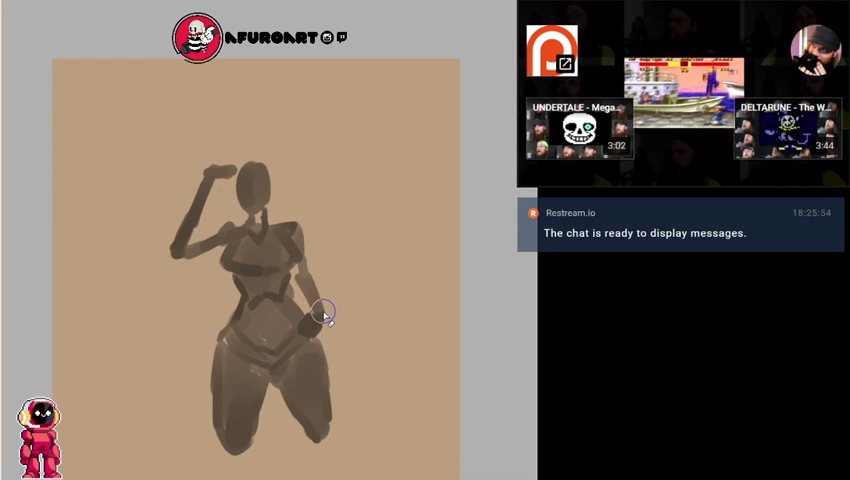 AFUROART
UNDERTALE - Mega...
3:02
DELTARUNE - The W...
3:44
Restream.io
18:25:54
The chat is ready to display messages.